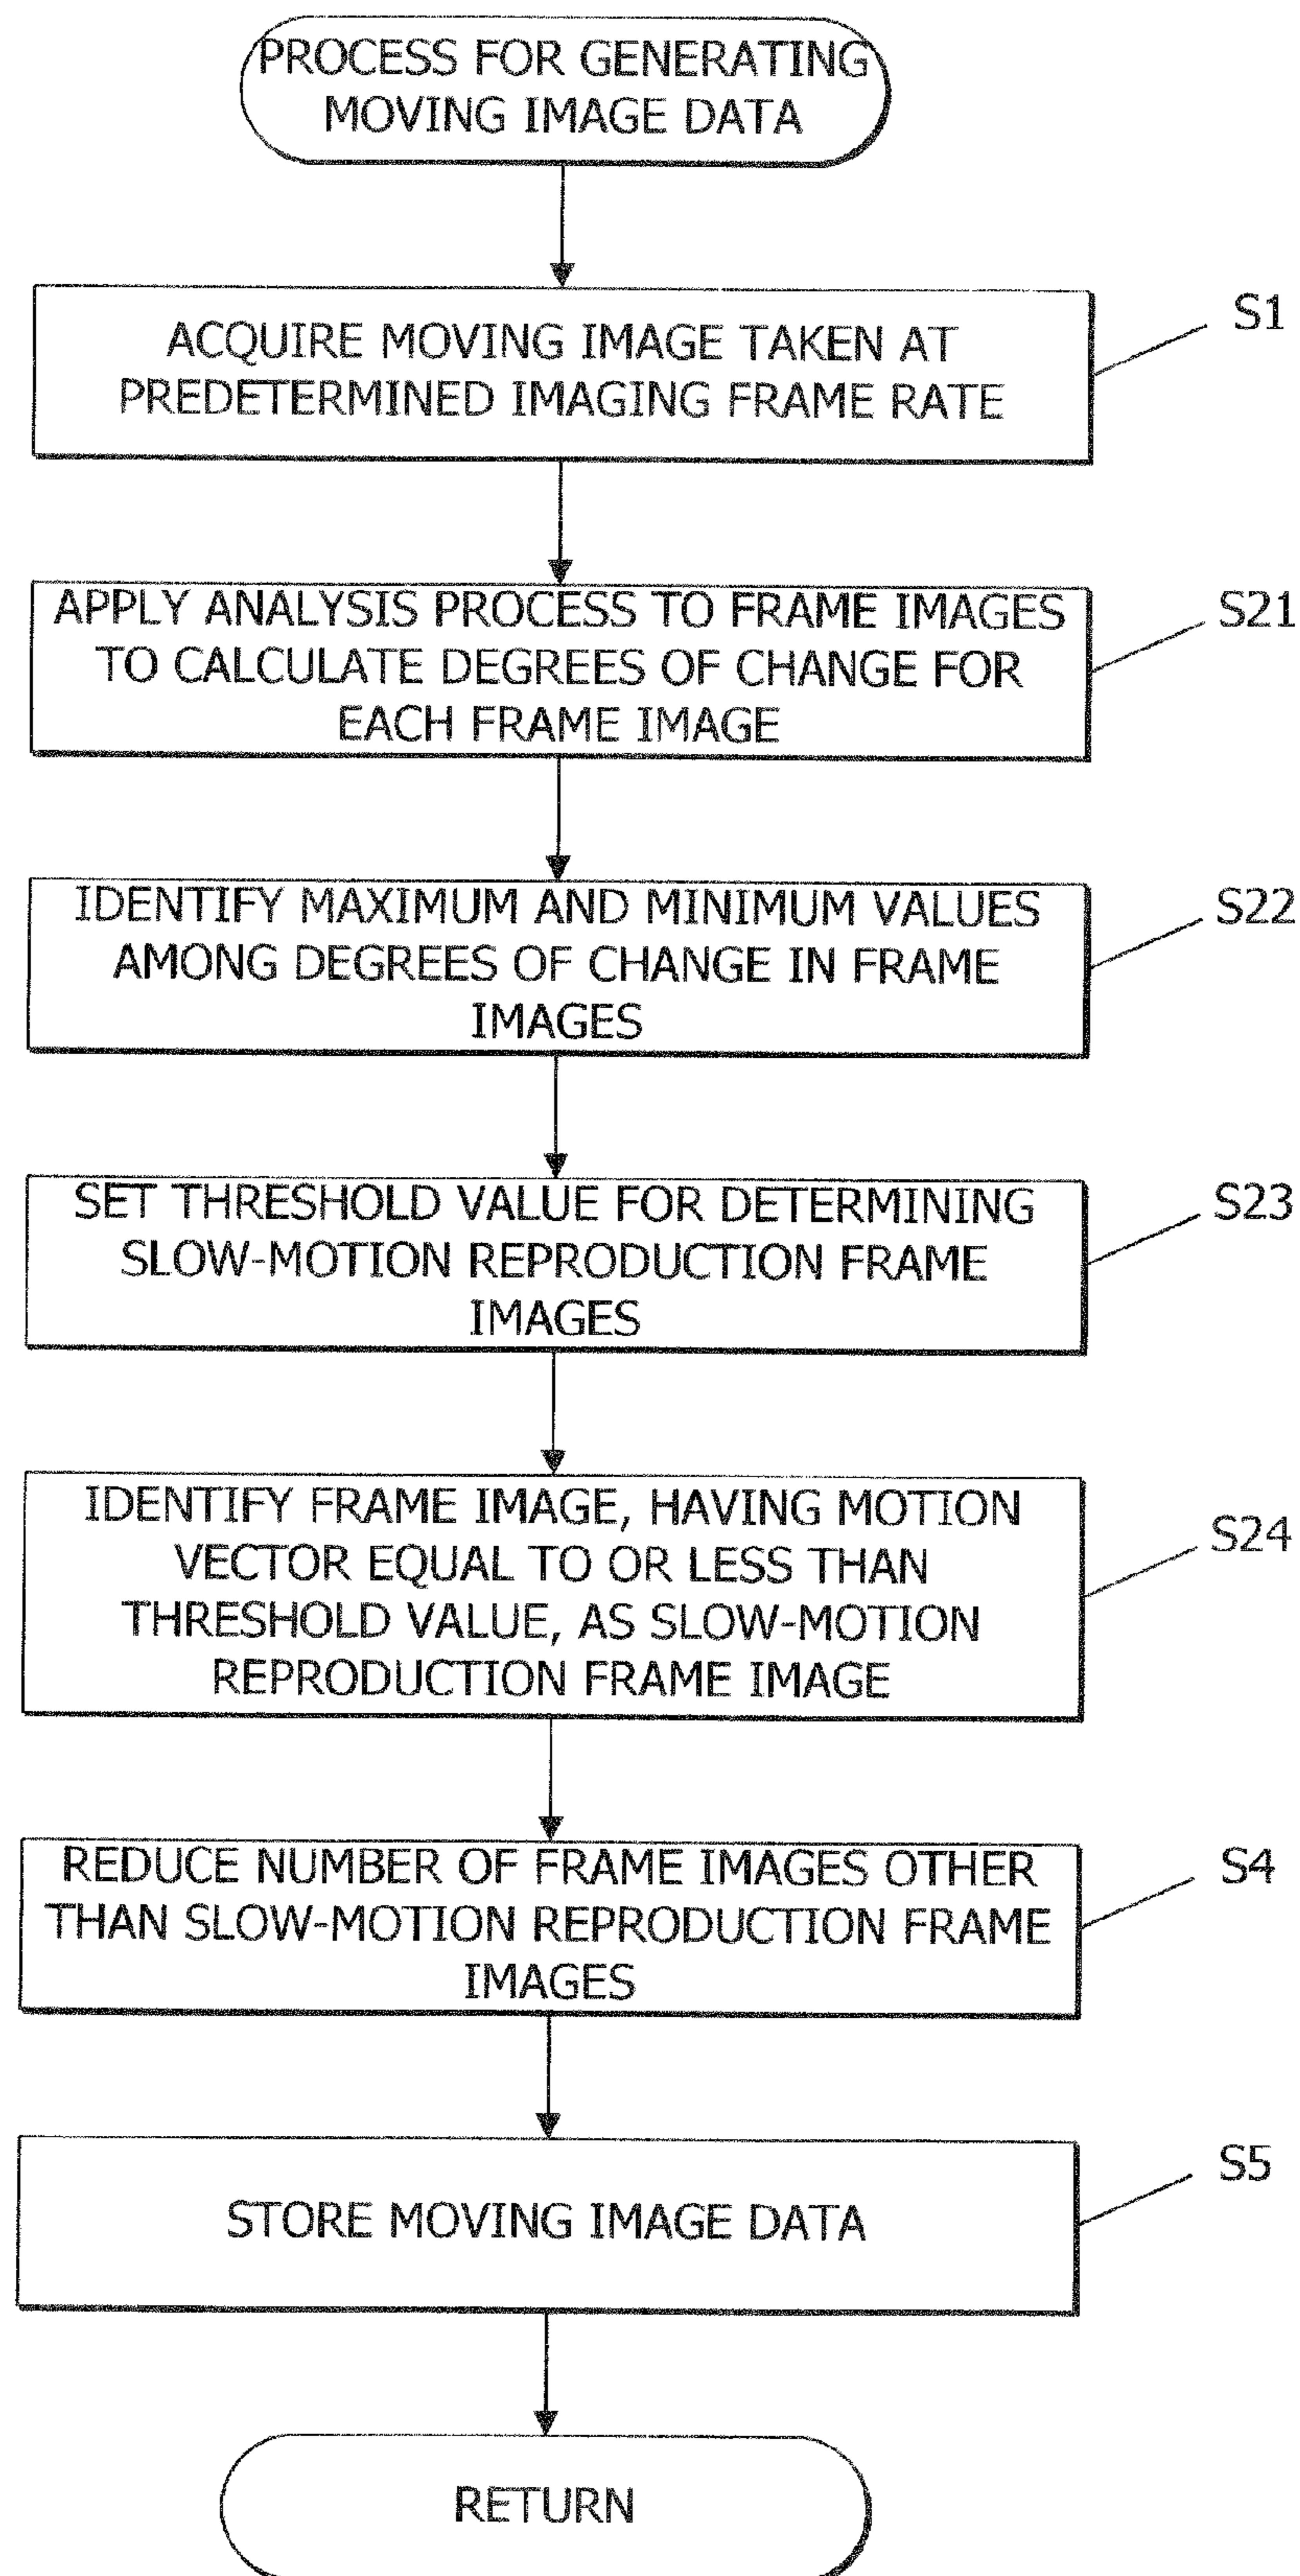 PROCESS FOR GENERATING
MOVING IMAGE DATA
ACQUIRE MOVING IMAGE TAKEN AT
PREDETERMINED IMAGING FRAME RATE
S1
APPLY ANALYSIS PROCESS TO FRAME IMAGES
TO CALCULATE DEGREES OF CHANGE FOR
EACH FRAME IMAGE
S21
IDENTIFY MAXIMUM AND MINIMUM VALUES
AMONG DEGREES OF CHANGE IN FRAME
IMAGES
S22
SET THRESHOLD VALUE FOR DETERMINING
SLOW-MOTION REPRODUCTION FRAME
IMAGES
S23
IDENTIFY FRAME IMAGE, HAVING MOTION
VECTOR EQUAL TO OR LESS THAN
THRESHOLD VALUE, AS SLOW-MOTION
REPRODUCTION FRAME IMAGE
S24
REDUCE NUMBER OF FRAME IMAGES OTHER
THAN SLOW-MOTION REPRODUCTION FRAME
IMAGES
S4
STORE MOVING IMAGE DATA
S5
RETURN